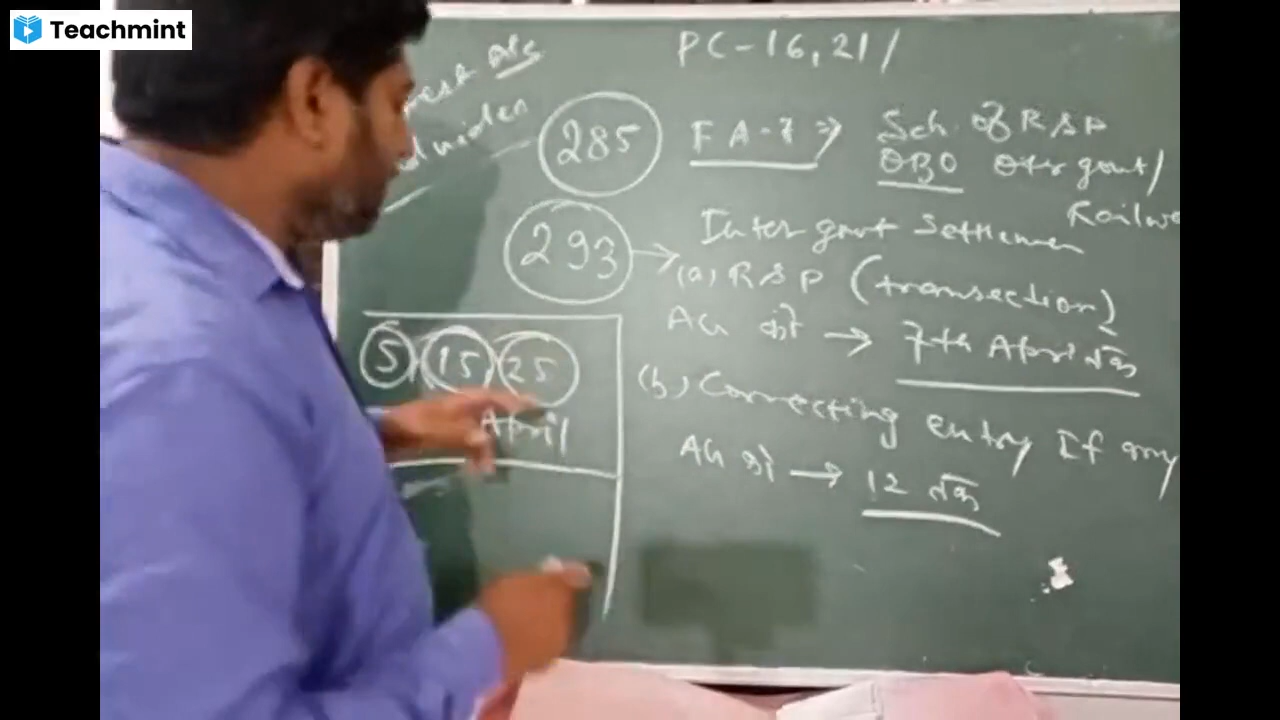 Teachmint
PC-16,21/
285 FA-7 ⇒ Sch. of RSP
OBO Other govt/
Railwa
293 → Inter govt settlemen
(a) RSP (transection)
AG को → 7th April तक
(b) Correcting entry If any
AG को → 12 तक
5 15 25
April